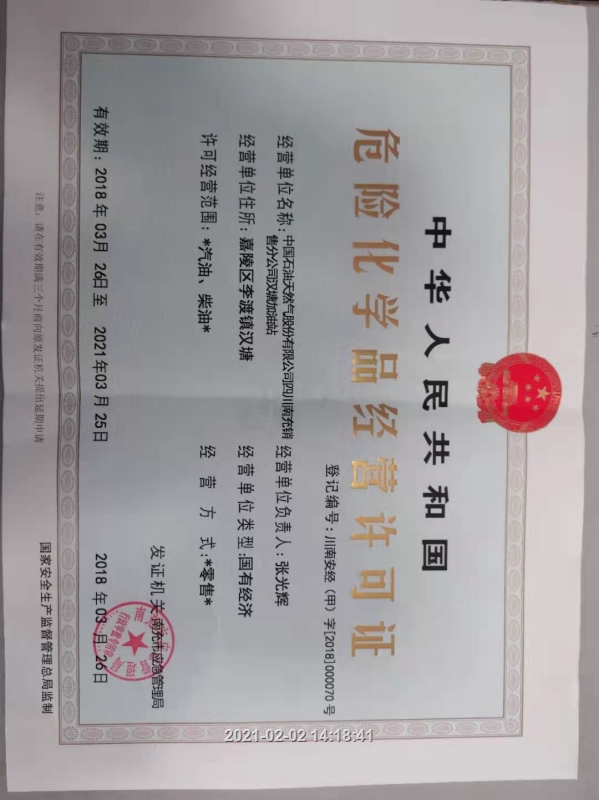 中华人民共和国
危险化学品经营许可证
登记编号：川南安经（甲）字[2018]000070号
经营单位名称：中国石油天然气股份有限公司四川南充销
售分公司汉塘加油站
经营单位负责人：张光辉
经营单位住所：嘉陵区李渡镇汉塘
经营单位类型：国有经济
许可经营范围：*汽油、柴油*
经营方式：*零售*
发证机关：南充市应急管理局
有效期：2018年03月26日至2021年03月25日
2018年03月26日
注意：请在有效期满三个月前向原发证机关提出延期申请
国家安全生产监督管理总局监制
2021-02-02 14:18:41